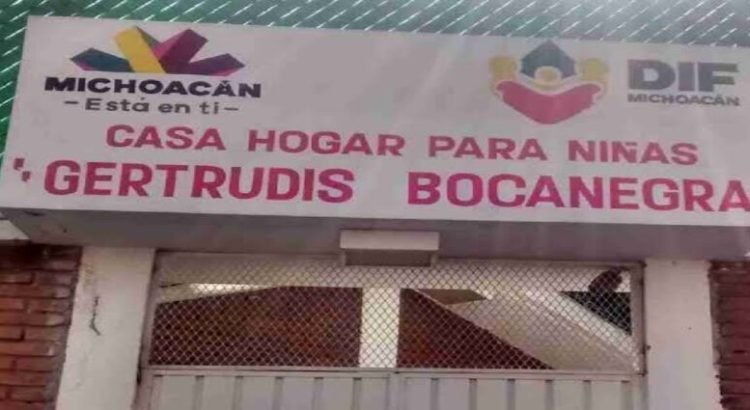 MICHOACÁN
- Está en ti -
DIF
MICHOACÁN
CASA HOGAR PARA NIÑAS
"GERTRUDIS BOCANEGRA